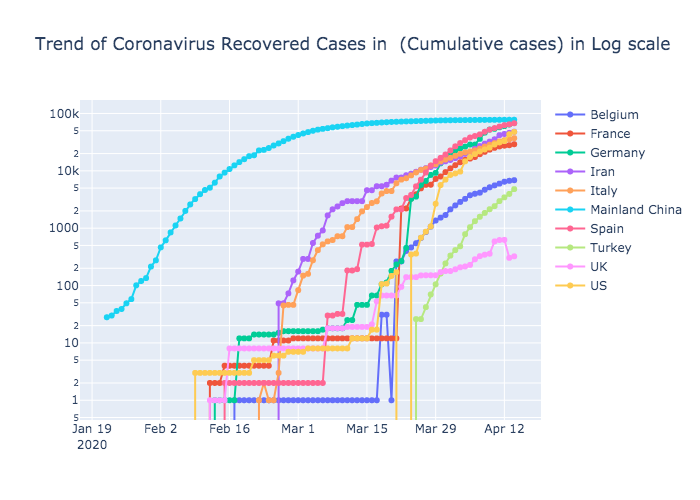 Trend of Coronavirus Recovered Cases in  (Cumulative cases) in Log scale
100k
5
2
10k
5
2
1000
5
2
100
5
2
10
5
2
1
5
Jan 19
2020
Feb 2
Feb 16
Mar 1
Mar 15
Mar 29
Apr 12
Belgium
France
Germany
Iran
Italy
Mainland China
Spain
Turkey
UK
US